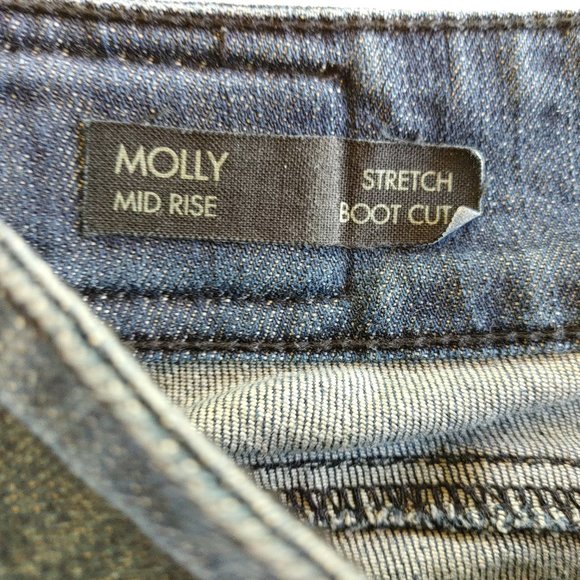 MOLLY
MID RISE
STRETCH
BOOT CUT